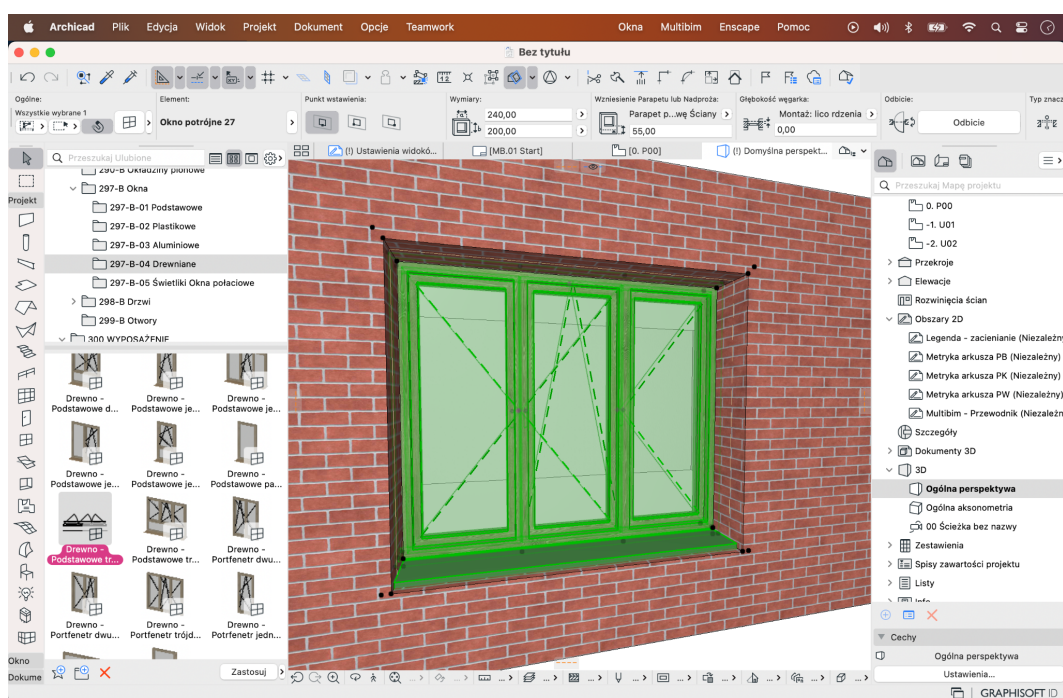 Archicad Plik Edycja Widok Projekt Dokument Opcje Teamwork Okna Multibim Enscape Pomoc
Bez tytułu
Ogólne: Element: Punkt wstawienia: Wymiary: Wzniesienie Parapetu lub Nadproża: Głębokość węgarka: Odbicie: Typ znacz
Wszystkie wybrane 1
Okno potrójne 27
240,00
200,00
Parapet p...wę Ściany
55,00
Montaż: lico rdzenia
0,00
Odbicie
Przeszukaj Ulubione
(!) Ustawienia widokó... [MB.01 Start] [0. P00] (!) Domyślna perspekt...
Projekt
290-B Okładziny pionowe
297-B Okna
297-B-01 Podstawowe
297-B-02 Plastikowe
297-B-03 Aluminiowe
297-B-04 Drewniane
297-B-05 Świetliki Okna połaciowe
298-B Drzwi
299-B Otwory
300 WYPOSAŻENIE
Drewno - Podstawowe d... Drewno - Podstawowe je... Drewno - Podstawowe je...
Drewno - Podstawowe je... Drewno - Podstawowe je... Drewno - Podstawowe pa...
Drewno - Podstawowe tr... Drewno - Podstawowe tr... Drewno - Portfenetr dwu...
Drewno - Portfenetr dwu... Drewno - Portfenetr trójd... Drewno - Portfenetr jedn...
Okno
Dokume
Zastosuj
Przeszukaj Mapę projektu
0. P00
-1. U01
-2. U02
Przekroje
Elewacje
Rozwinięcia ścian
Obszary 2D
Legenda - zacienianie (Niezależny
Metryka arkusza PB (Niezależny)
Metryka arkusza PK (Niezależny)
Metryka arkusza PW (Niezależny)
Multibim - Przewodnik (Niezależn
Szczegóły
Dokumenty 3D
3D
Ogólna perspektywa
Ogólna aksonometria
00 Ścieżka bez nazwy
Zestawienia
Spisy zawartości projektu
Listy
Info
Cechy
Ogólna perspektywa
Ustawienia...
GRAPHISOFT ID